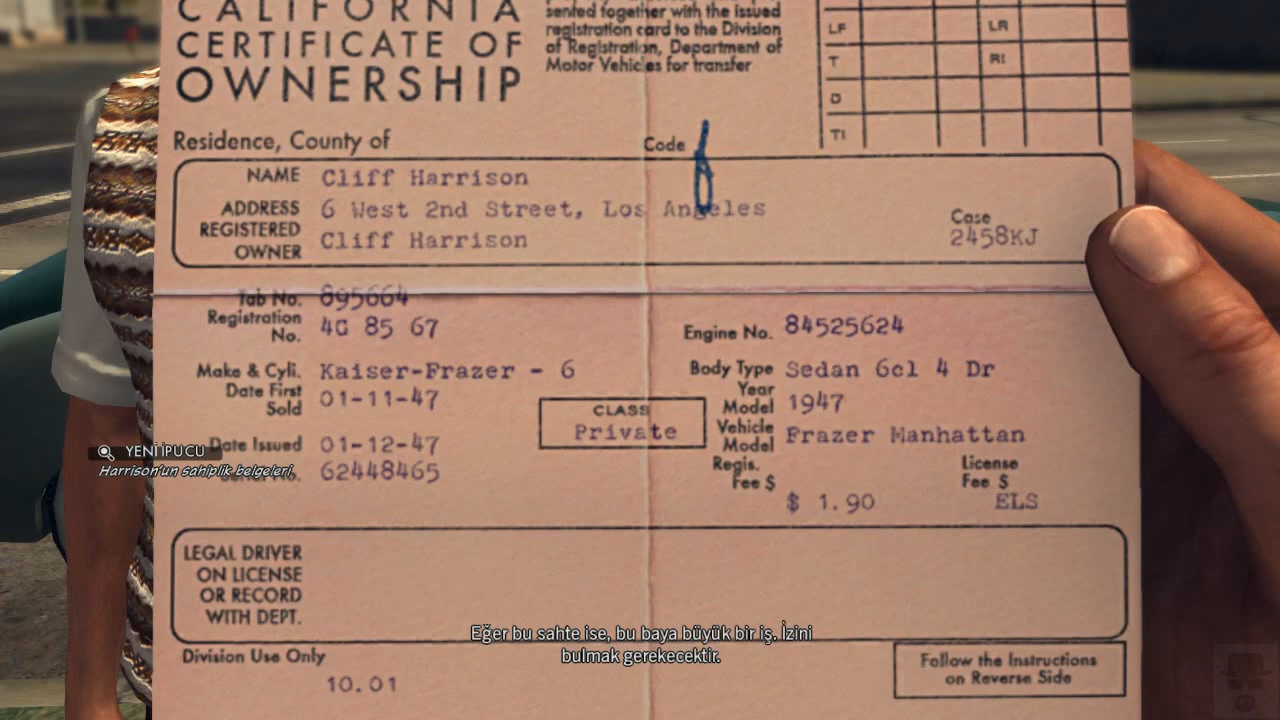 CALIFORNIA
CERTIFICATE OF
OWNERSHIP
sented together with the issued
registration card to the Division
of Registration, Department of
Motor Vehicles for transfer
LF LR
T RI
D
TI
Residence, County of
Code 6
NAME Cliff Harrison
ADDRESS 6 West 2nd Street, Los Angeles
REGISTERED OWNER Cliff Harrison
Case
2458KJ
Tab No. 895664
Registration No. 4G 85 67
Engine No. 84525624
Make & Cyli. Kaiser-Frazer - 6
Body Type Sedan 6cl 4 Dr
Date First Sold 01-11-47
CLASS
Private
Year Model 1947
Date Issued 01-12-47
Vehicle Model Frazer Manhattan
No. 62448465
Regis. Fee $
$ 1.90
License Fee $
ELS
YENİ İPUCU
Harrison'un sahiplik belgeleri.
LEGAL DRIVER
ON LICENSE
OR RECORD
WITH DEPT.
Eğer bu sahte ise, bu baya büyük bir iş. İzini
bulmak gerekecektir.
Division Use Only
10.01
Follow the Instructions
on Reverse Side